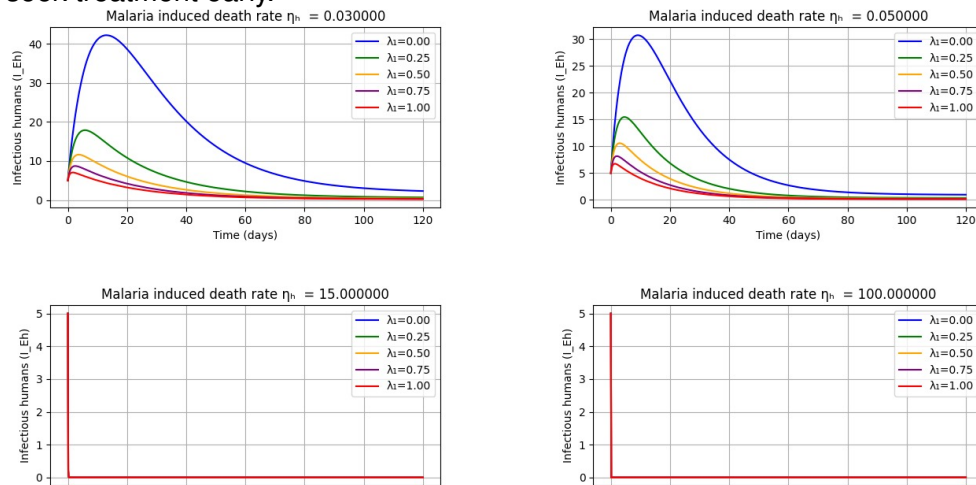 seek treatment early.
Malaria induced death rate ηₕ = 0.030000
Infectious humans (I_Eh)
40
30
20
10
0
λ₁=0.00
λ₁=0.25
λ₁=0.50
λ₁=0.75
λ₁=1.00
0 20 40 60 80 100 120
Time (days)
Malaria induced death rate ηₕ = 0.050000
Infectious humans (I_Eh)
30
25
20
15
10
5
0
λ₁=0.00
λ₁=0.25
λ₁=0.50
λ₁=0.75
λ₁=1.00
0 20 40 60 80 100 120
Time (days)
Malaria induced death rate ηₕ = 15.000000
Infectious humans (I_Eh)
5
4
3
2
1
0
λ₁=0.00
λ₁=0.25
λ₁=0.50
λ₁=0.75
λ₁=1.00
Malaria induced death rate ηₕ = 100.000000
Infectious humans (I_Eh)
5
4
3
2
1
0
λ₁=0.00
λ₁=0.25
λ₁=0.50
λ₁=0.75
λ₁=1.00